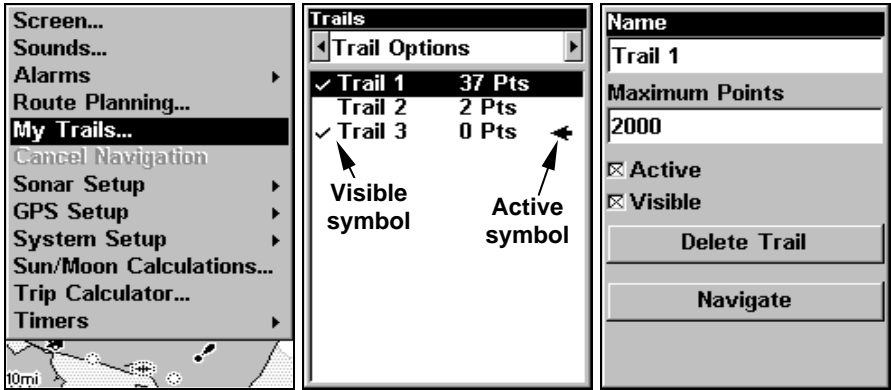 Screen...
Sounds...
Alarms
Route Planning...
My Trails...
Cancel Navigation
Sonar Setup
GPS Setup
System Setup
Sun/Moon Calculations...
Trip Calculator...
Timers
10mi
Trails
Trail Options
Trail 1 37 Pts
Trail 2 2 Pts
Trail 3 0 Pts
Visible
symbol
Active
symbol
Name
Trail 1
Maximum Points
2000
Active
Visible
Delete Trail
Navigate